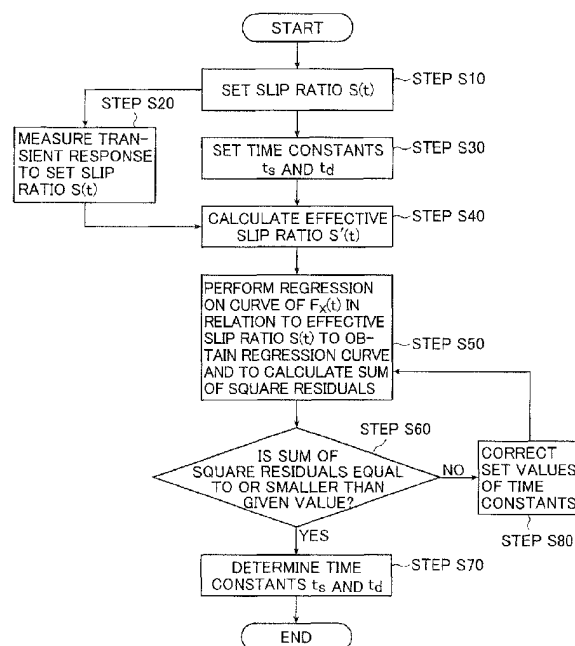 START
SET SLIP RATIO S(t)
STEP S10
STEP S20
MEASURE TRAN-
SIENT RESPONSE
TO SET SLIP
RATIO S(t)
SET TIME CONSTANTS
ts AND td
STEP S30
CALCULATE EFFECTIVE
SLIP RATIO S'(t)
STEP S40
PERFORM REGRESSION
ON CURVE OF Fx(t) IN
RELATION TO EFFECTIVE
SLIP RATIO S(t) TO OB-
TAIN REGRESSION CURVE
AND TO CALCULATE SUM
OF SQUARE RESIDUALS
STEP S50
STEP S60
IS SUM OF
SQUARE RESIDUALS EQUAL
TO OR SMALLER THAN
GIVEN VALUE?
NO
CORRECT
SET VALUES
OF TIME
CONSTANTS
STEP S80
YES
DETERMINE TIME
CONSTANTS ts AND td
STEP S70
END